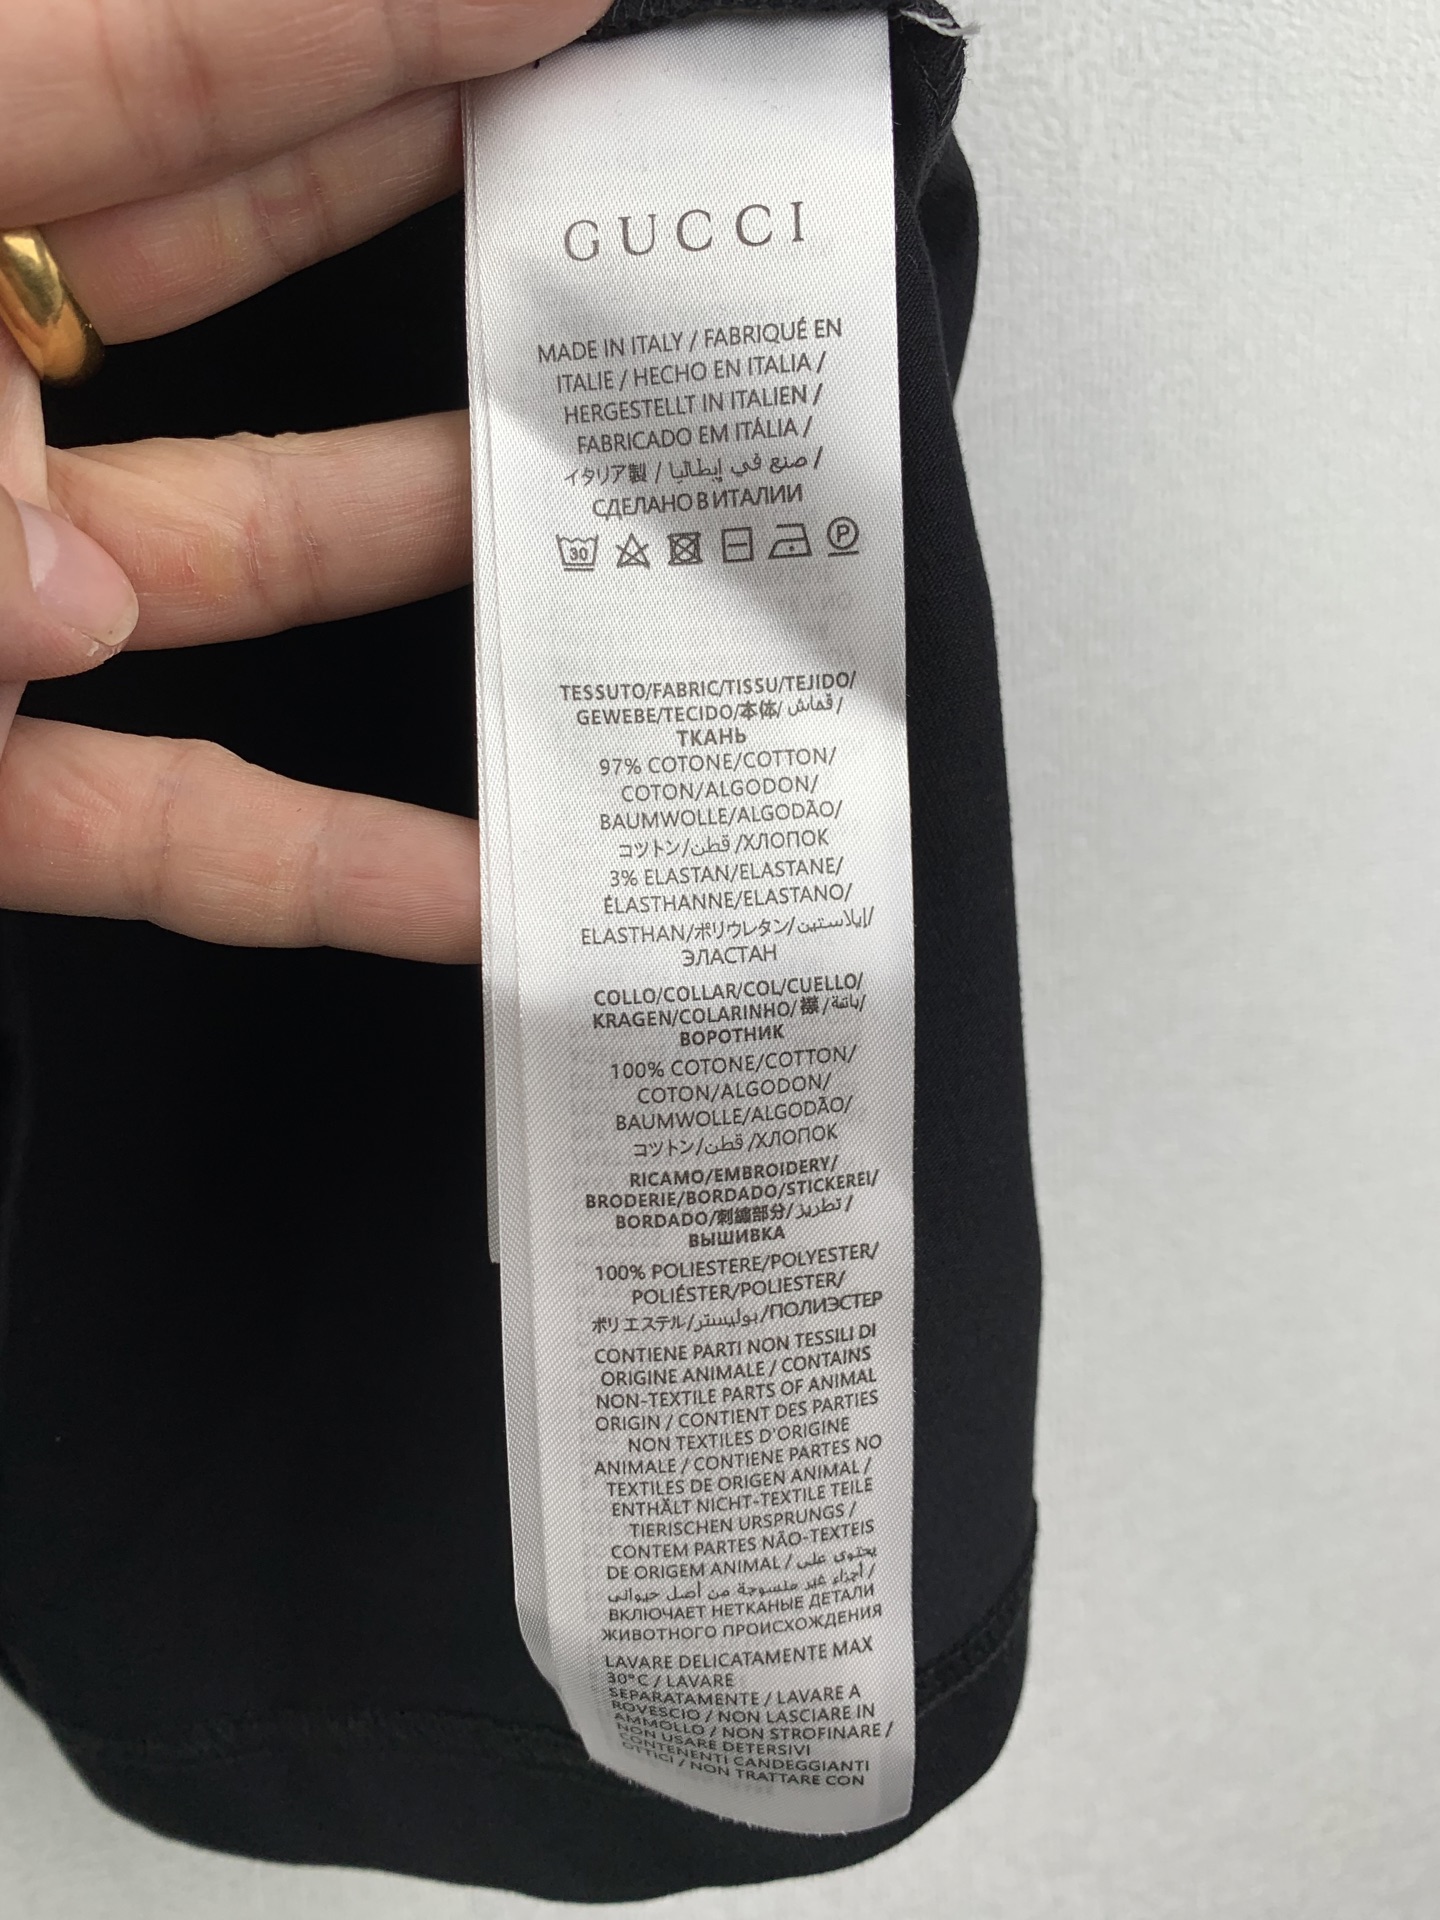 GUCCI
MADE IN ITALY / FABRIQUÉ EN
ITALIE / HECHO EN ITALIA /
HERGESTELLT IN ITALIEN /
FABRICADO EM ITÁLIA /
イタリア製 / صنع في إيطاليا /
СДЕЛАНО В ИТАЛИИ
30 P
TESSUTO/FABRIC/TISSU/TEJIDO/
GEWEBE/TECIDO/本体/قماش/
ТКАНЬ
97% COTONE/COTTON/
COTON/ALGODON/
BAUMWOLLE/ALGODÃO/
コットン/قطن/ХЛОПОК
3% ELASTAN/ELASTANE/
ÉLASTHANNE/ELASTANO/
ELASTHAN/ポリウレタン/إيلاستين/
ЭЛАСТАН
COLLO/COLLAR/COL/CUELLO/
KRAGEN/COLARINHO/襟/ياقة/
ВОРОТНИК
100% COTONE/COTTON/
COTON/ALGODON/
BAUMWOLLE/ALGODÃO/
コットン/قطن/ХЛОПОК
RICAMO/EMBROIDERY/
BRODERIE/BORDADO/STICKEREI/
BORDADO/刺繍部分/تطريز/
ВЫШИВКА
100% POLIESTERE/POLYESTER/
POLIÉSTER/POLIESTER/
ポリエステル/بوليستر/ПОЛИЭСТЕР
CONTIENE PARTI NON TESSILI DI
ORIGINE ANIMALE / CONTAINS
NON-TEXTILE PARTS OF ANIMAL
ORIGIN / CONTIENT DES PARTIES
NON TEXTILES D'ORIGINE
ANIMALE / CONTIENE PARTES NO
TEXTILES DE ORIGEN ANIMAL /
ENTHÄLT NICHT-TEXTILE TEILE
TIERISCHEN URSPRUNGS /
CONTEM PARTES NÃO-TEXTEIS
DE ORIGEM ANIMAL / يحتوى على
أجزاء غير منسوجة من أصل حيوانى /
ВКЛЮЧАЕТ НЕТКАНЫЕ ДЕТАЛИ
ЖИВОТНОГО ПРОИСХОЖДЕНИЯ
LAVARE DELICATAMENTE MAX
30°C / LAVARE
SEPARATAMENTE / LAVARE A
ROVESCIO / NON LASCIARE IN
AMMOLLO / NON STROFINARE /
NON USARE DETERSIVI
CONTENENTI CANDEGGIANTI
OTTICI / NON TRATTARE CON